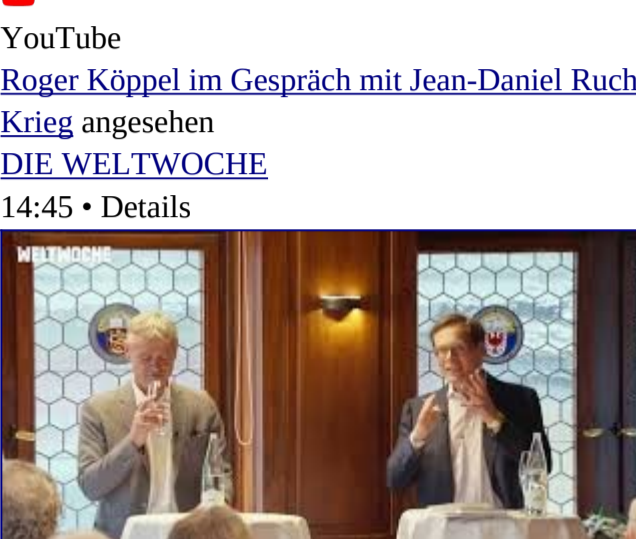 YouTube
Roger Köppel im Gespräch mit Jean-Daniel Ruch
Krieg angesehen
DIE WELTWOCHE
14:45 • Details
WELTWOCHE